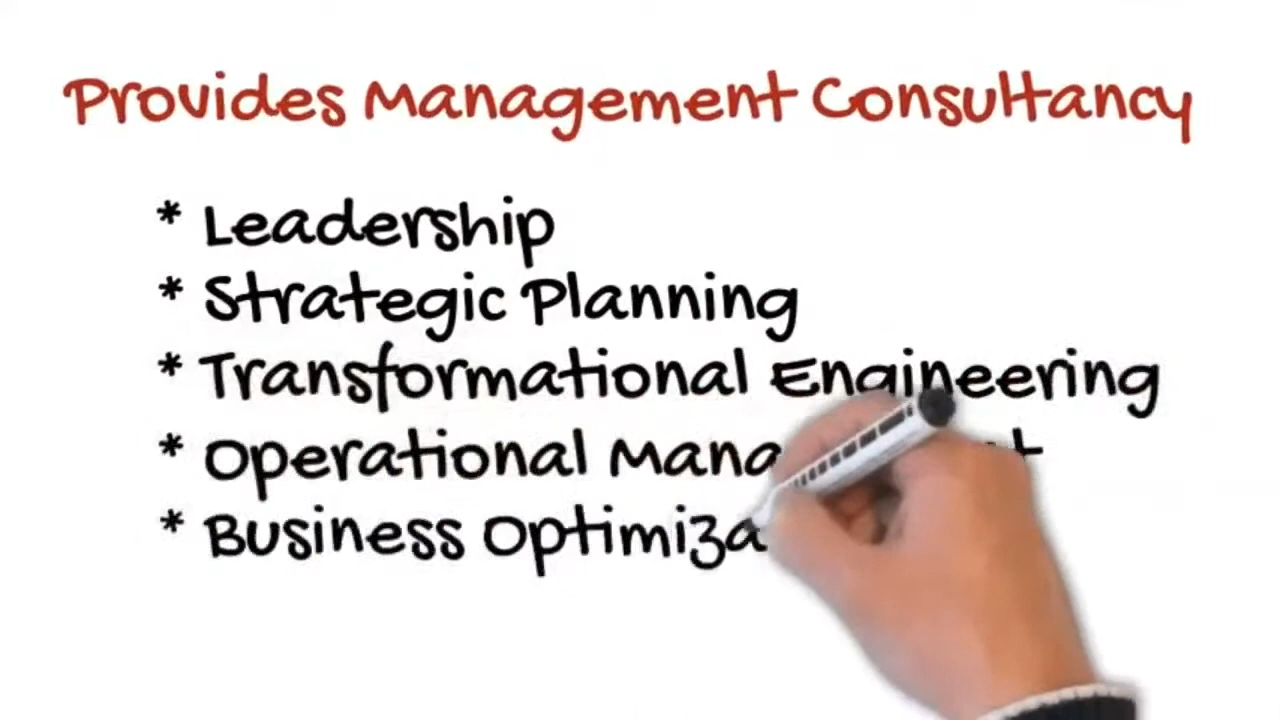 Provides Management Consultancy
* Leadership
* Strategic Planning
* Transformational Engineering
* Operational
* Business